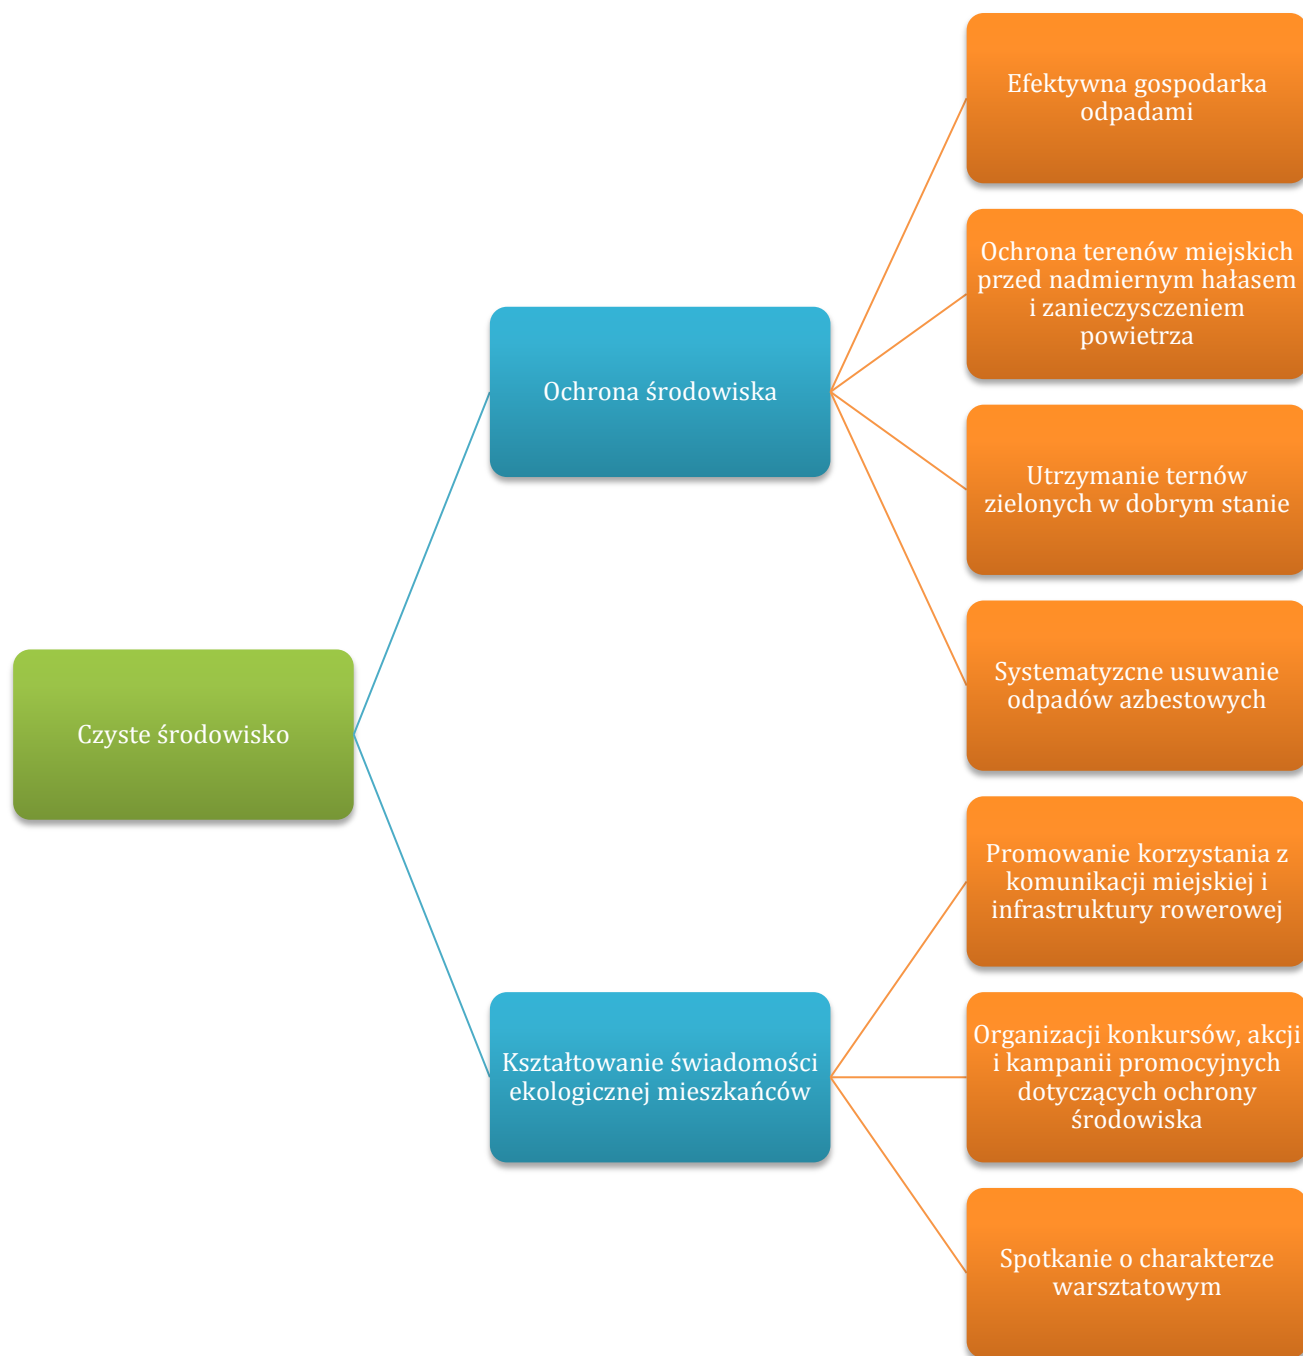 Efektywna gospodarka
odpadami
Ochrona terenów miejskich
przed nadmiernym hałasem
i zanieczysczeniem
powietrza
Ochrona środowiska
Utrzymanie ternów
zielonych w dobrym stanie
Systematyzcne usuwanie
odpadów azbestowych
Czyste środowisko
Promowanie korzystania z
komunikacji miejskiej i
infrastruktury rowerowej
Kształtowanie świadomości
ekologicznej mieszkańców
Organizacji konkursów, akcji
i kampanii promocyjnych
dotyczących ochrony
środowiska
Spotkanie o charakterze
warsztatowym